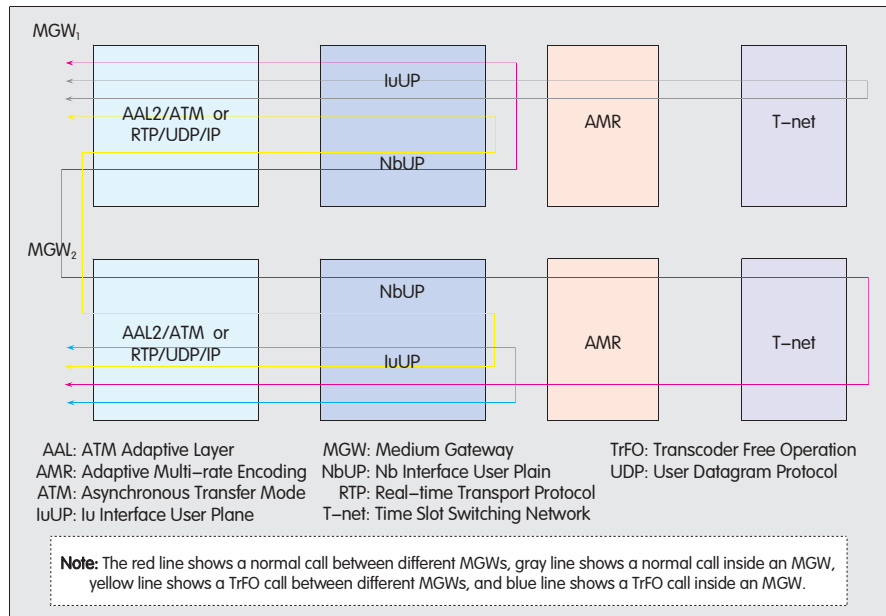 MGW1
AAL2/ATM or
RTP/UDP/IP
IuUP
NbUP
AMR
T-net
MGW2
AAL2/ATM or
RTP/UDP/IP
NbUP
IuUP
AMR
T-net
AAL: ATM Adaptive Layer
AMR: Adaptive Multi-rate Encoding
ATM: Asynchronous Transfer Mode
IuUP: Iu Interface User Plane
MGW: Medium Gateway
NbUP: Nb Interface User Plain
RTP: Real-time Transport Protocol
T-net: Time Slot Switching Network
TrFO: Transcoder Free Operation
UDP: User Datagram Protocol
Note: The red line shows a normal call between different MGWs, gray line shows a normal call inside an MGW,
yellow line shows a TrFO call between different MGWs, and blue line shows a TrFO call inside an MGW.